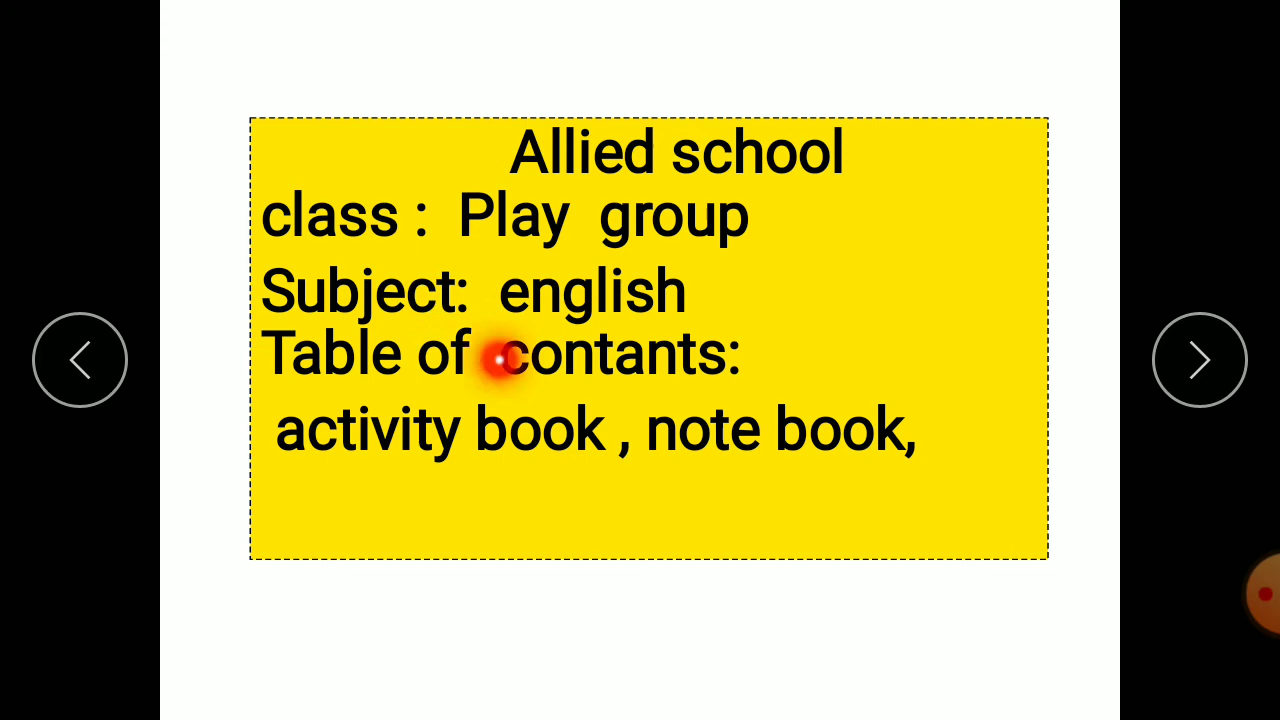 Allied school
class : Play group
Subject: english
Table of contants:
activity book , note book,